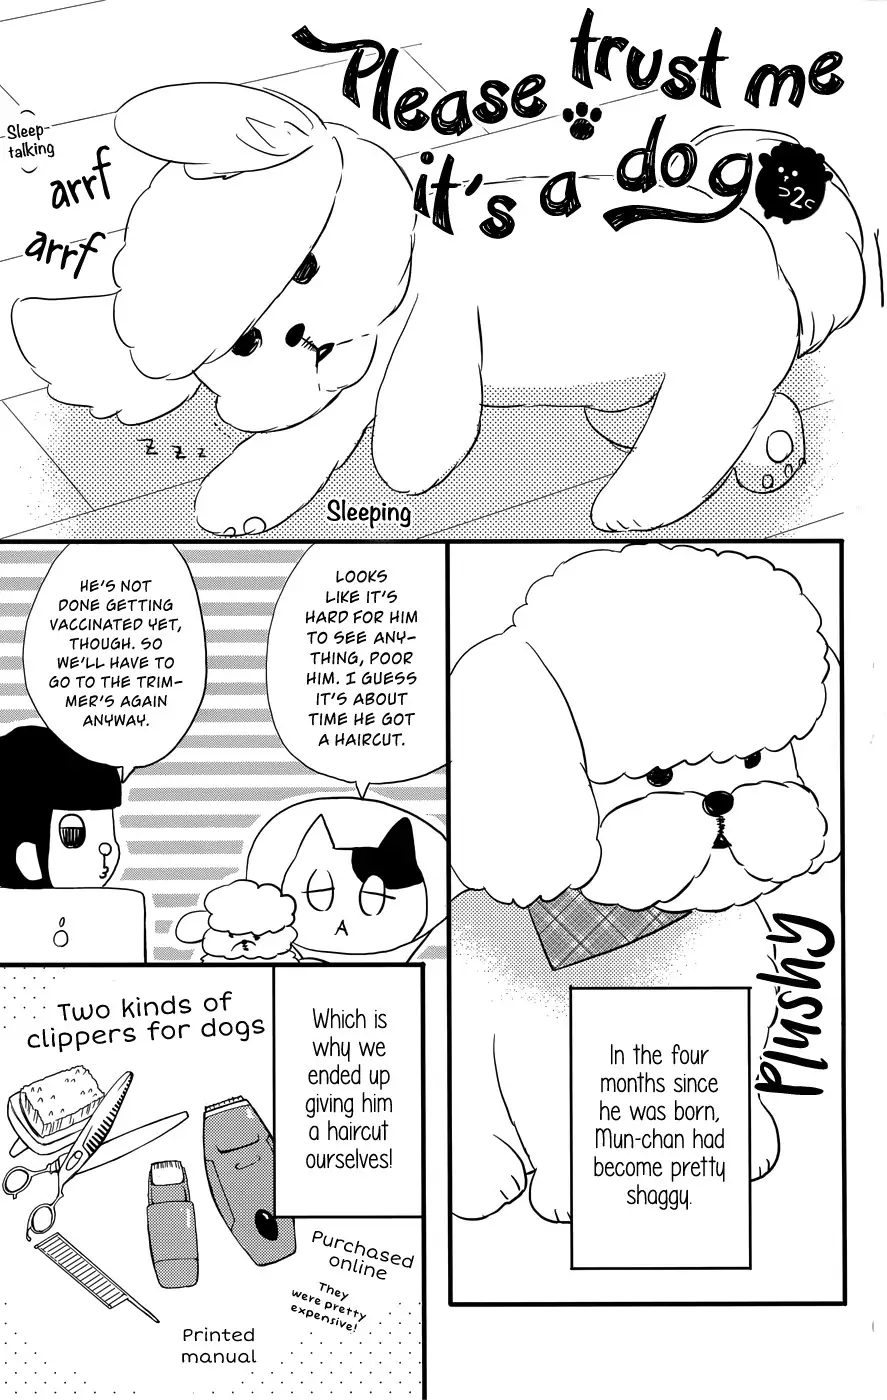 Please trust me
it's a dog
⊃2⊂
Sleep-
talking
arrf
arrf
z z z
Sleeping
Plushy
In the four
months since
he was born,
Mun-chan had
become pretty
shaggy.
LOOKS
LIKE IT'S
HARD FOR HIM
TO SEE ANY-
THING, POOR
HIM. I GUESS
IT'S ABOUT
TIME HE GOT
A HAIRCUT.
HE'S NOT
DONE GETTING
VACCINATED YET,
THOUGH. SO
WE'LL HAVE TO
GO TO THE TRIM-
MER'S AGAIN
ANYWAY.
Which is
why we
ended up
giving him
a haircut
ourselves!
Two kinds of
clippers for dogs
Purchased
online
They
were pretty
expensive!
Printed
manual